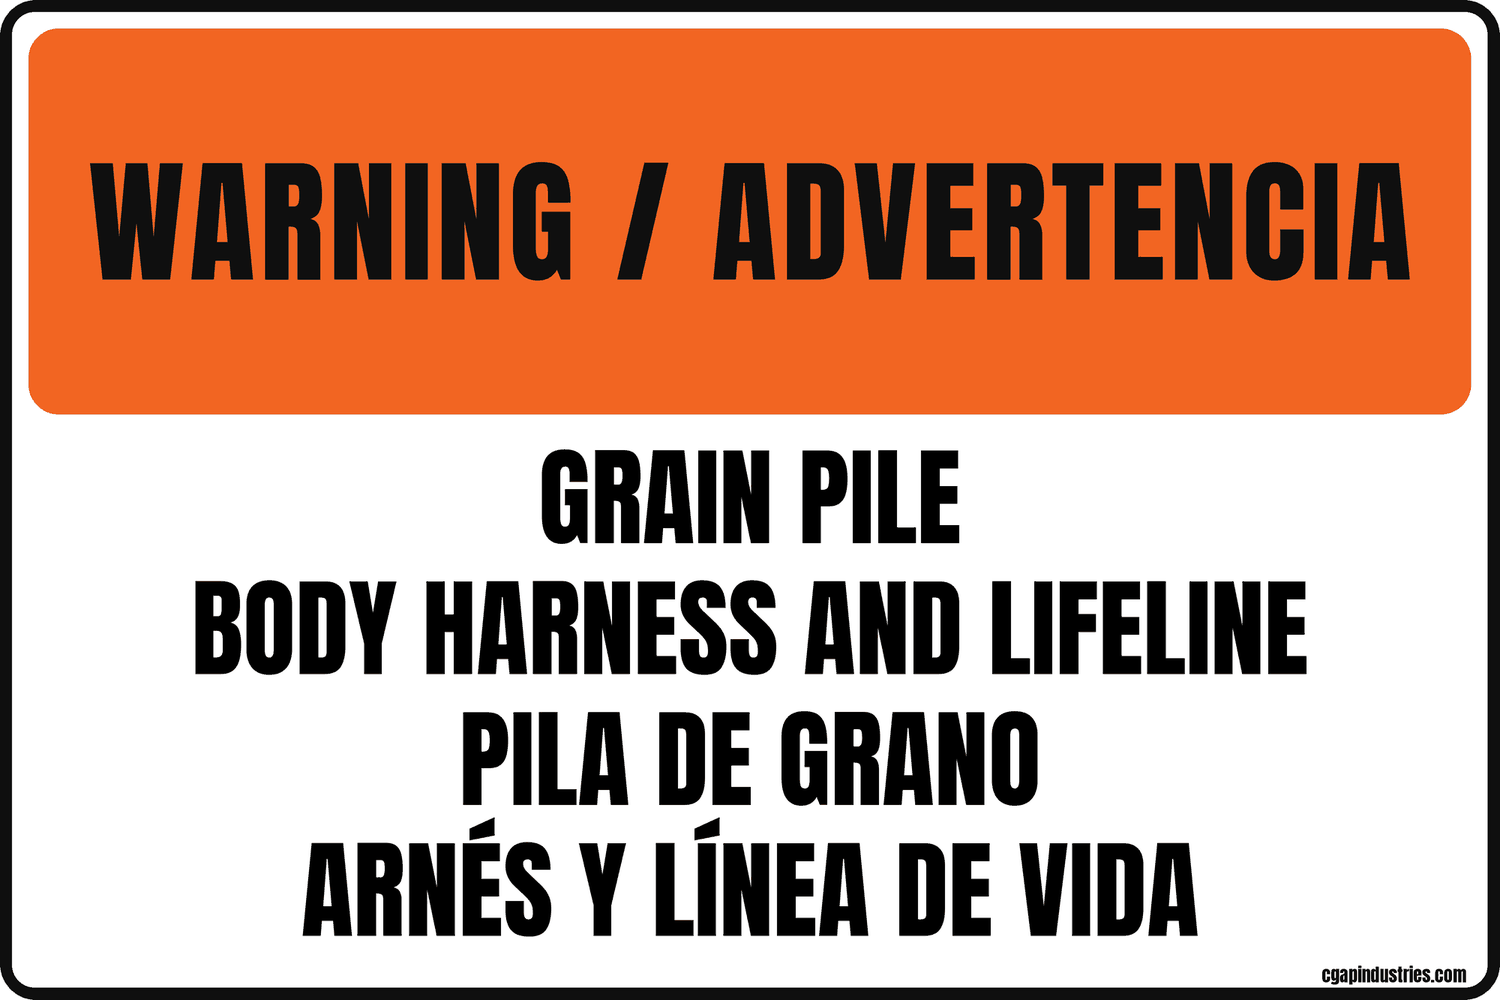 WARNING / ADVERTENCIA
GRAIN PILE
BODY HARNESS AND LIFELINE
PILA DE GRANO
ARNÉS Y LÍNEA DE VIDA
cgapindustries.com